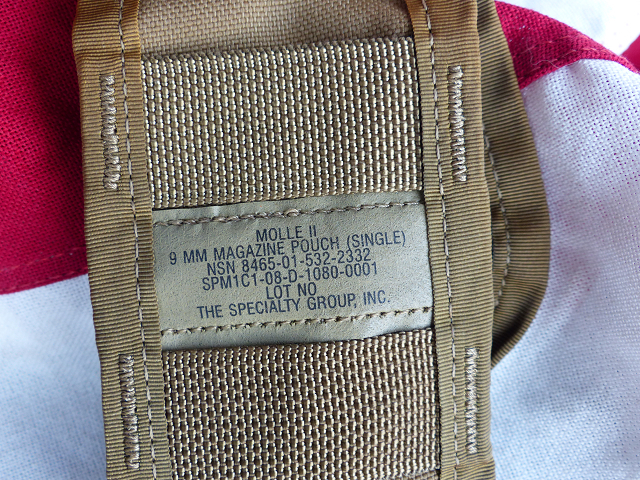 MOLLE II
9 MM MAGAZINE POUCH (SINGLE)
NSN 8465-01-532-2332
SPM1C1-08-D-1080-0001
LOT NO
THE SPECIALTY GROUP, INC.